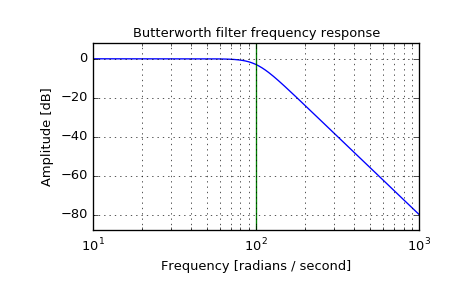 Butterworth filter frequency response
Amplitude [dB]
0
−20
−40
−60
−80
10¹ 10² 10³
Frequency [radians / second]